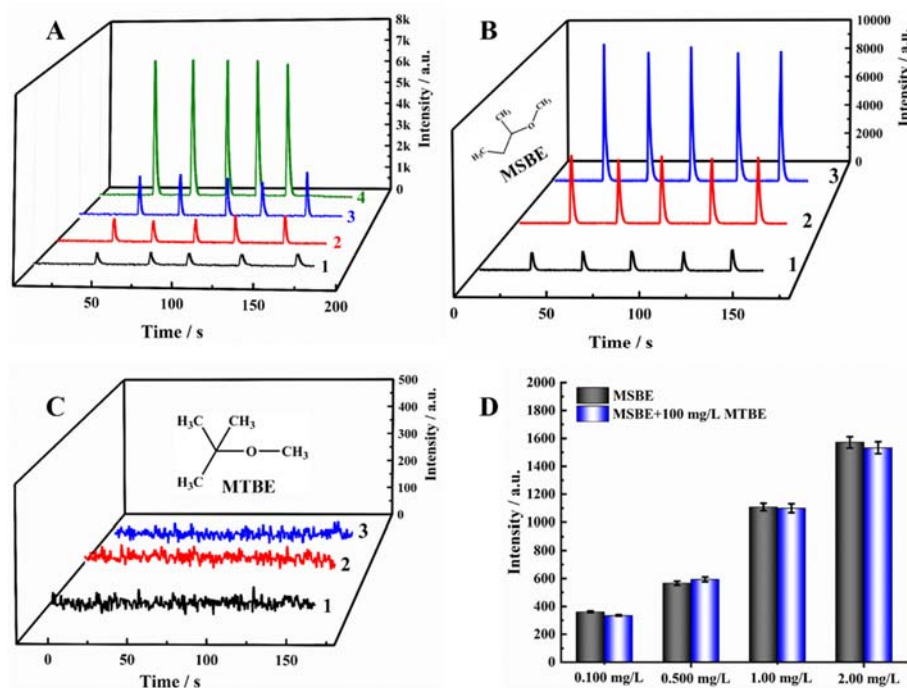 A
8k
7k
6k
5k
4k
3k
2k
1k
0
Intensity / a.u.
4
3
2
1
50
100
150
200
Time / s
B
10000
8000
6000
4000
2000
0
Intensity / a.u.
CH₃
CH₃
O
H₃C
MSBE
3
2
1
0
50
100
150
Time / s
C
500
400
300
200
100
0
Intensity / a.u.
H₃C CH₃
O CH₃
H₃C
MTBE
3
2
1
0
50
100
150
Time / s
D
MSBE
MSBE+100 mg/L MTBE
2000
1800
1600
1400
1200
1000
800
600
400
200
0
Intensity / a.u.
0.100 mg/L 0.500 mg/L 1.00 mg/L 2.00 mg/L